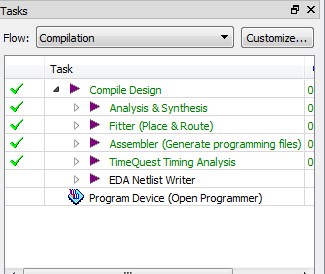 Tasks
Flow: Compilation Customize...
Task
Compile Design 0
Analysis & Synthesis 0
Fitter (Place & Route) 0
Assembler (Generate programming files) 0
TimeQuest Timing Analysis 0
EDA Netlist Writer
Program Device (Open Programmer)